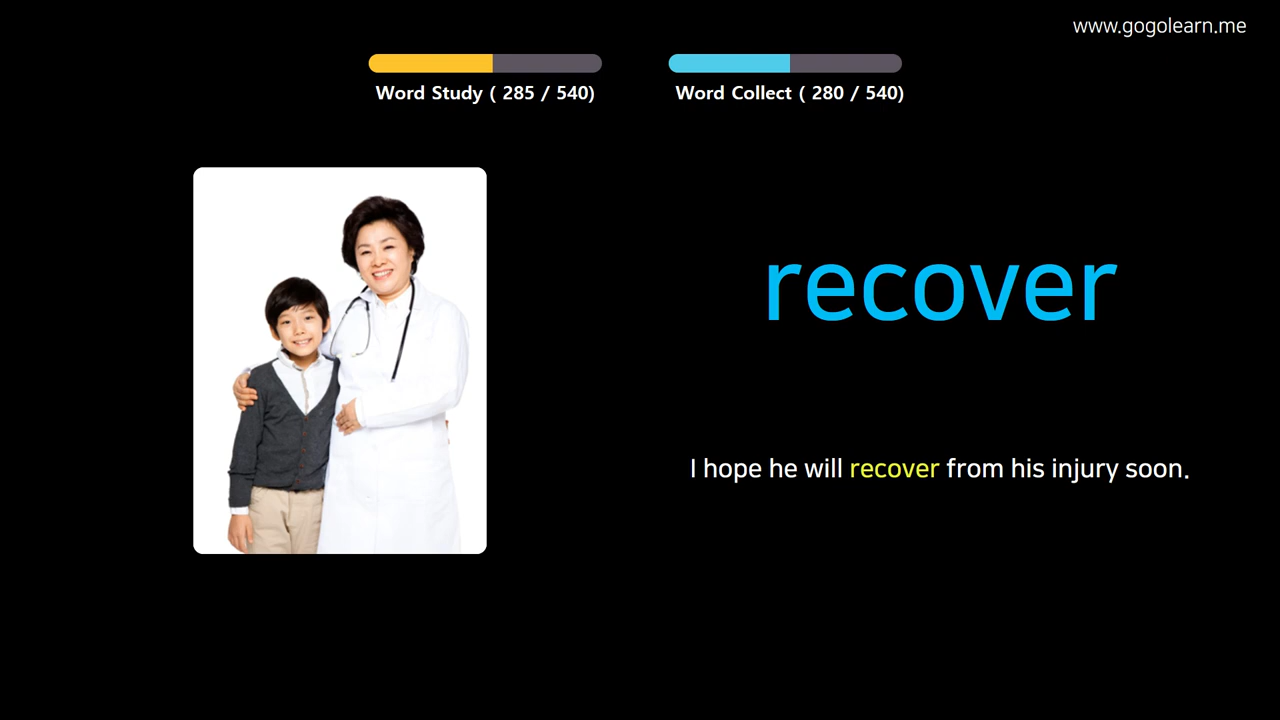 www.gogolearn.me
Word Study ( 285 / 540)
Word Collect ( 280 / 540)
recover
I hope he will recover from his injury soon.